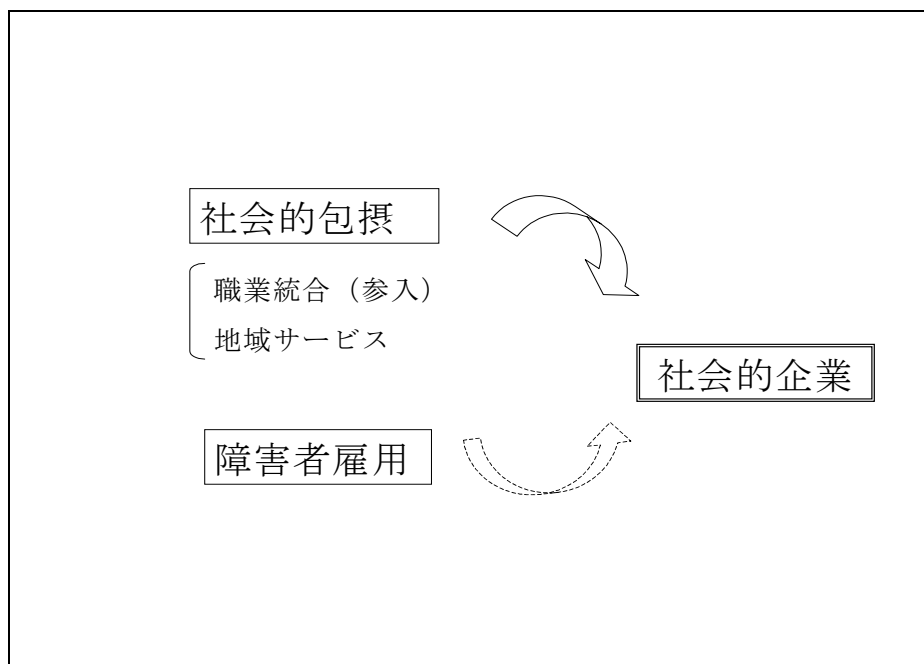 社会的包摂
職業統合（参入）
地域サービス
社会的企業
障害者雇用